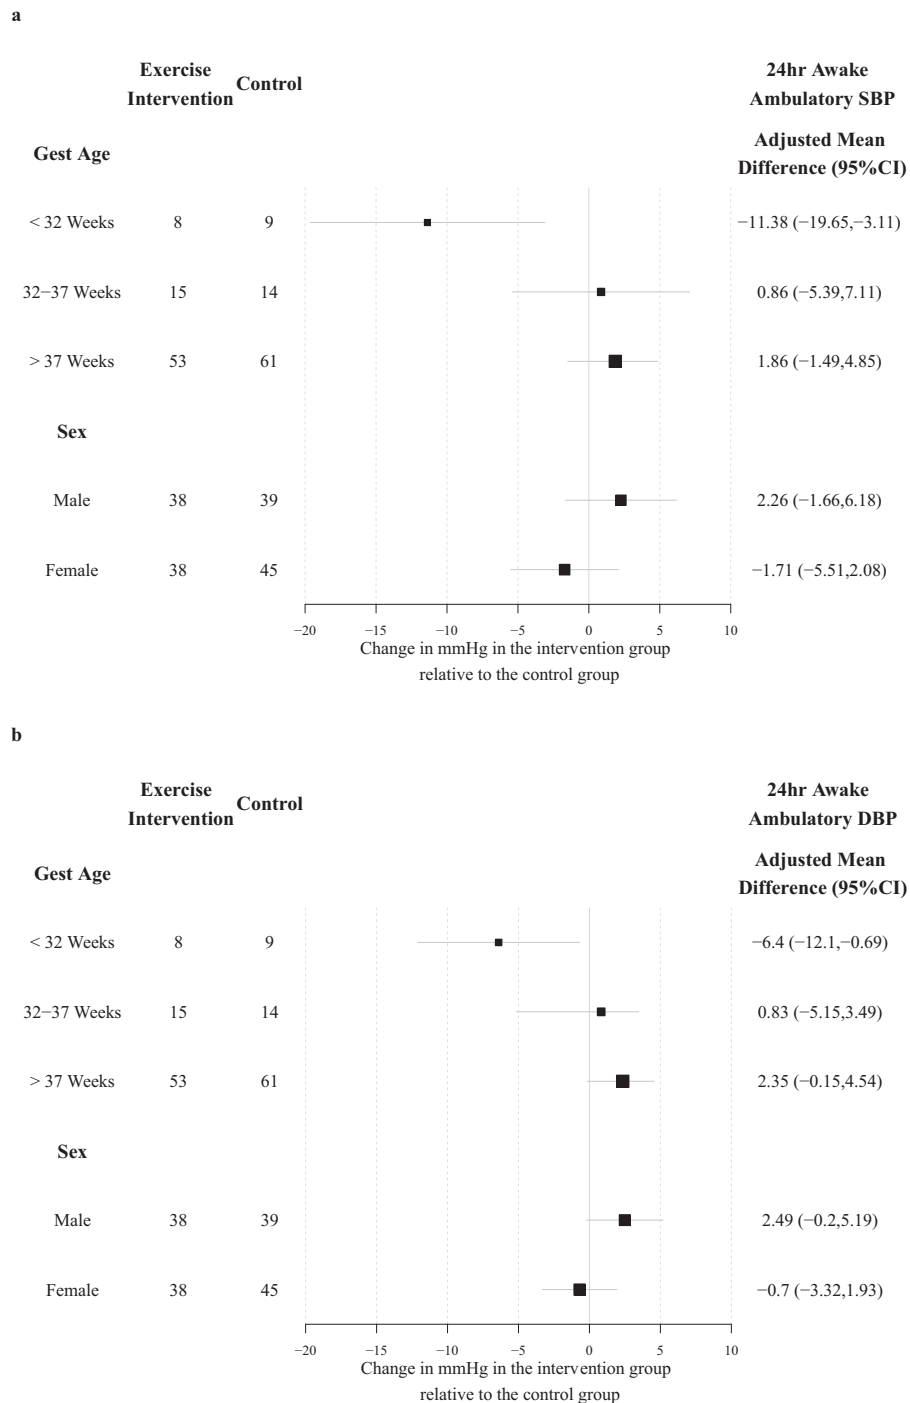 a
Exercise
Intervention
Control
24hr Awake
Ambulatory SBP
Gest Age
Adjusted Mean
Difference (95%CI)
< 32 Weeks 8 9 −11.38 (−19.65,−3.11)
32−37 Weeks 15 14 0.86 (−5.39,7.11)
> 37 Weeks 53 61 1.86 (−1.49,4.85)
Sex
Male 38 39 2.26 (−1.66,6.18)
Female 38 45 −1.71 (−5.51,2.08)
−20 −15 −10 −5 0 5 10
Change in mmHg in the intervention group
relative to the control group
b
Exercise
Intervention
Control
24hr Awake
Ambulatory DBP
Gest Age
Adjusted Mean
Difference (95%CI)
< 32 Weeks 8 9 −6.4 (−12.1,−0.69)
32−37 Weeks 15 14 0.83 (−5.15,3.49)
> 37 Weeks 53 61 2.35 (−0.15,4.54)
Sex
Male 38 39 2.49 (−0.2,5.19)
Female 38 45 −0.7 (−3.32,1.93)
−20 −15 −10 −5 0 5 10
Change in mmHg in the intervention group
relative to the control group